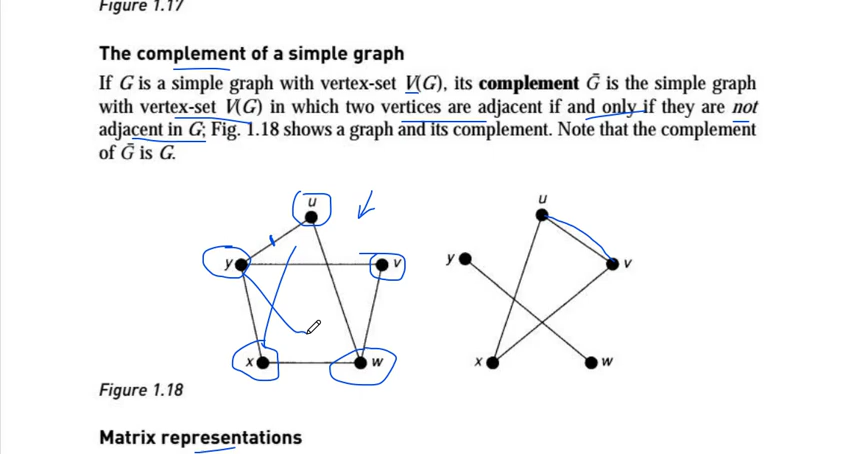 Figure 1.17
The complement of a simple graph
If G is a simple graph with vertex-set V(G), its complement Ḡ is the simple graph
with vertex-set V(G) in which two vertices are adjacent if and only if they are not
adjacent in G; Fig. 1.18 shows a graph and its complement. Note that the complement
of Ḡ is G.
u u
y v y v
x w x w
Figure 1.18
Matrix representations